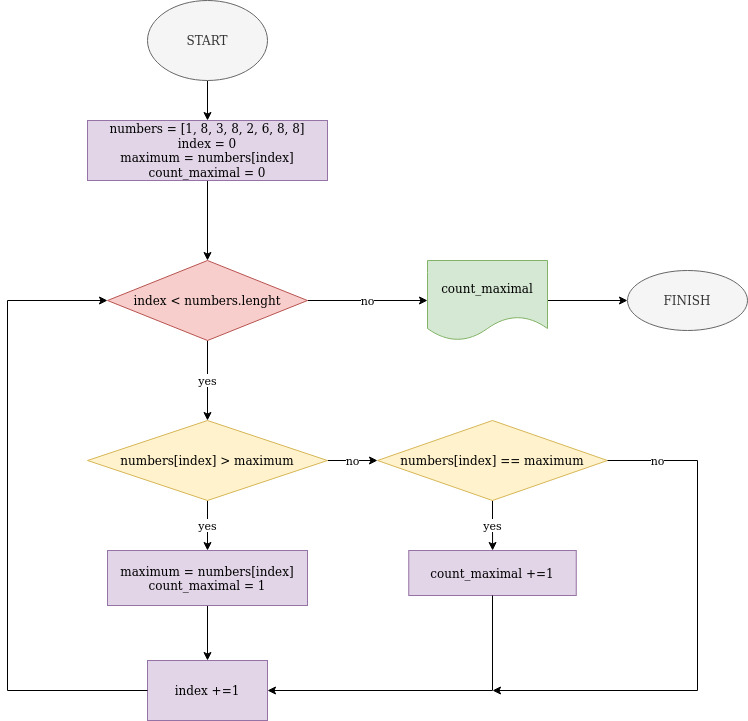 START
numbers = [1, 8, 3, 8, 2, 6, 8, 8]
index = 0
maximum = numbers[index]
count_maximal = 0
index < numbers.lenght
no
count_maximal
FINISH
yes
numbers[index] > maximum
no
numbers[index] == maximum
no
yes
yes
maximum = numbers[index]
count_maximal = 1
count_maximal +=1
index +=1